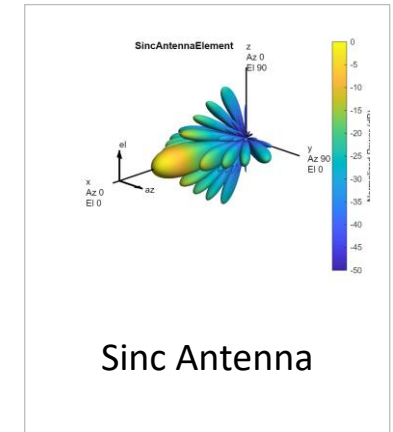 SincAntennaElement
z
Az 0
El 90
el
az
x
Az 0
El 0
y
Az 90
El 0
0
-5
-10
-15
-20
-25
-30
-35
-40
-45
-50
Sinc Antenna